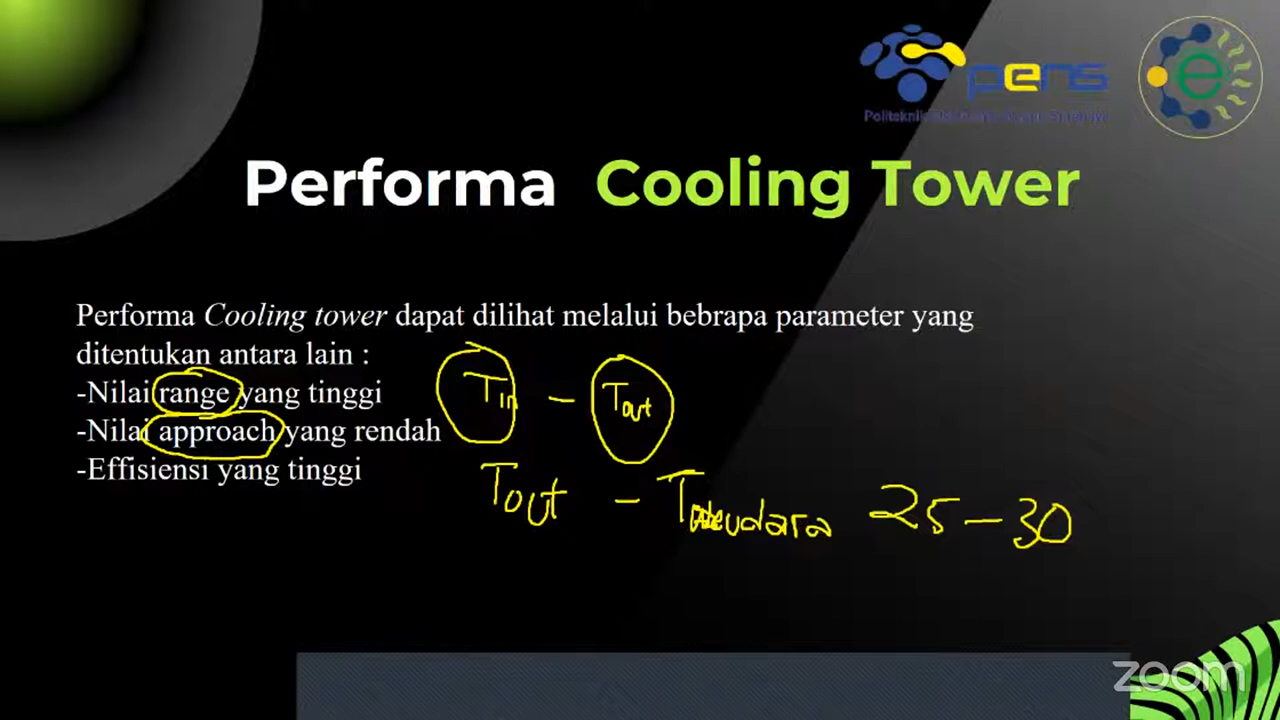 pens
e
Performa Cooling Tower
Performa Cooling tower dapat dilihat melalui bebrapa parameter yang
ditentukan antara lain :
-Nilai range yang tinggi
Tin - Tout
-Nilai approach yang rendah
-Effisiensi yang tinggi
Tout - T udara 25-30
zoom